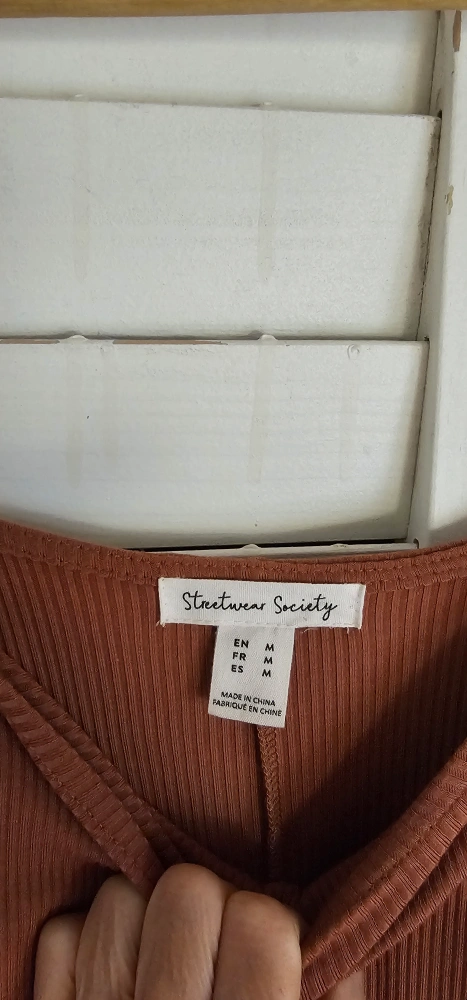 Streetwear Society
EN M
FR M
ES M
MADE IN CHINA
FABRIQUÉ EN CHINE